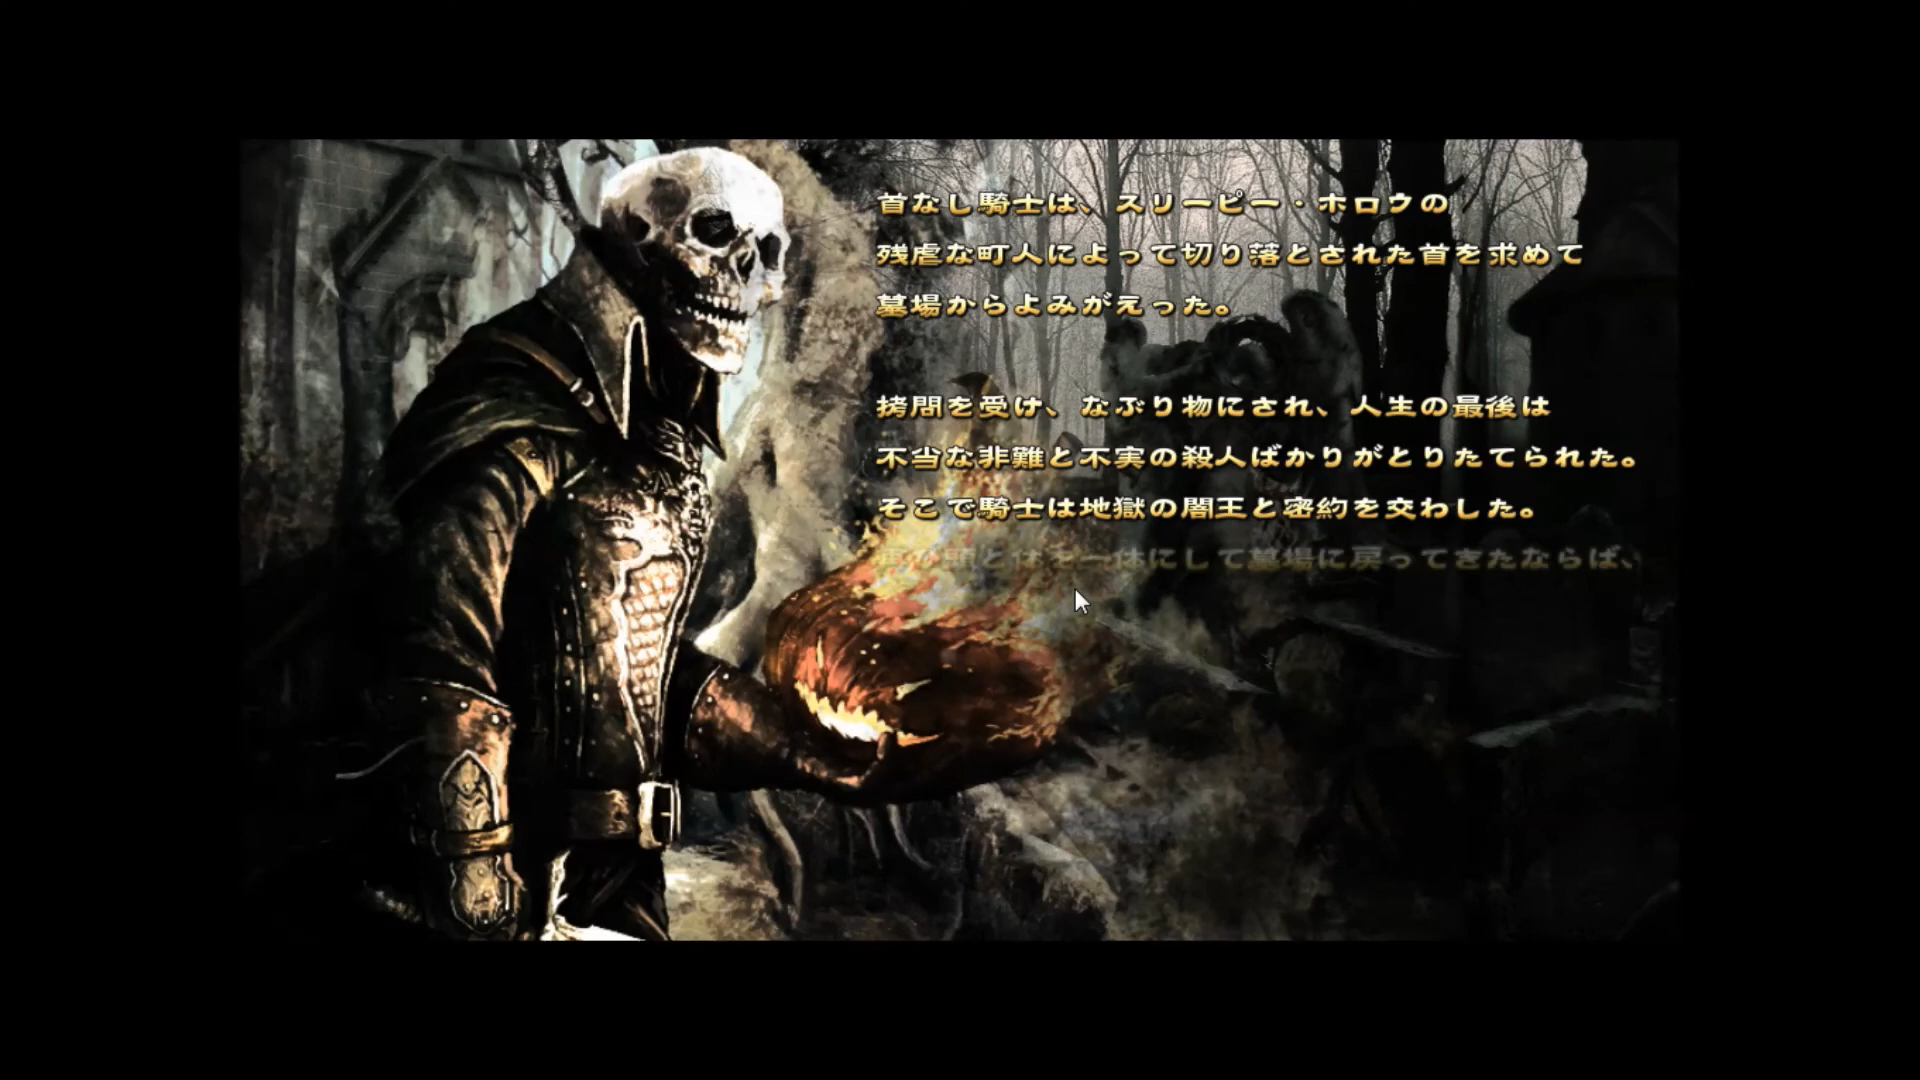 首なし騎士は、スリーピー・ホロウの
残虐な町人によって切り落とされた首を求めて
墓場からよみがえった。
拷問を受け、なぶり物にされ、人生の最後は
不当な非難と不実の殺人ばかりがとりたてられた。
そこで騎士は地獄の闇王と密約を交わした。
頭と体を一体にして墓場に戻ってきたならば、